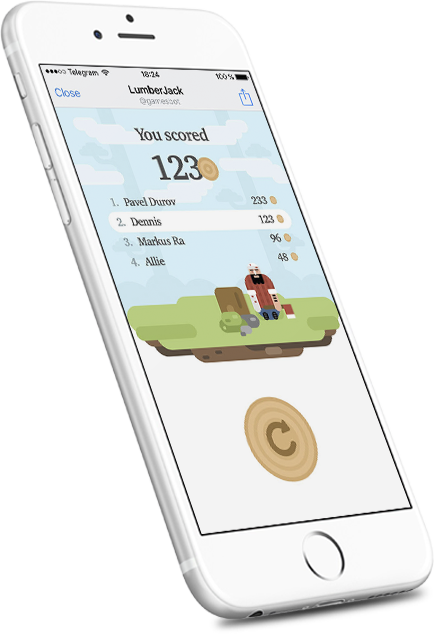 ●●●○○ Telegram 18:24 100 %
Close LumberJack
@gamebot
You scored
123
1. Pavel Durov 233
2. Dennis 123
3. Markus Ra 96
4. Allie 48